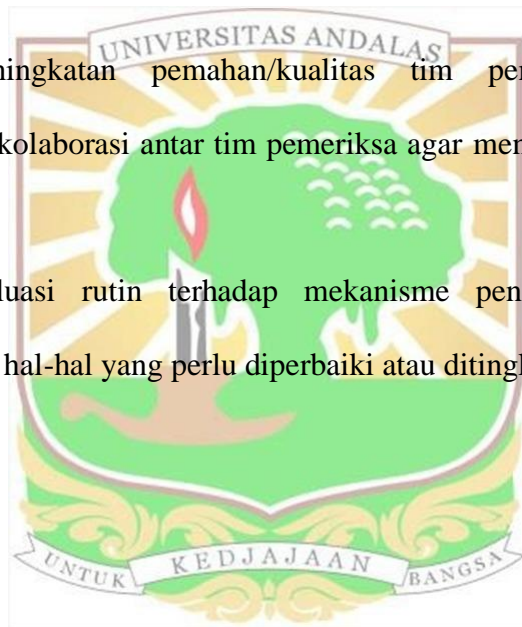 UNIVERSITAS ANDALAS
ningkatan pemahan/kualitas tim per
kolaborasi antar tim pemeriksa agar men
luasi rutin terhadap mekanisme pen
hal-hal yang perlu diperbaiki atau diting
UNTUK KEDJAJAAN BANGSA